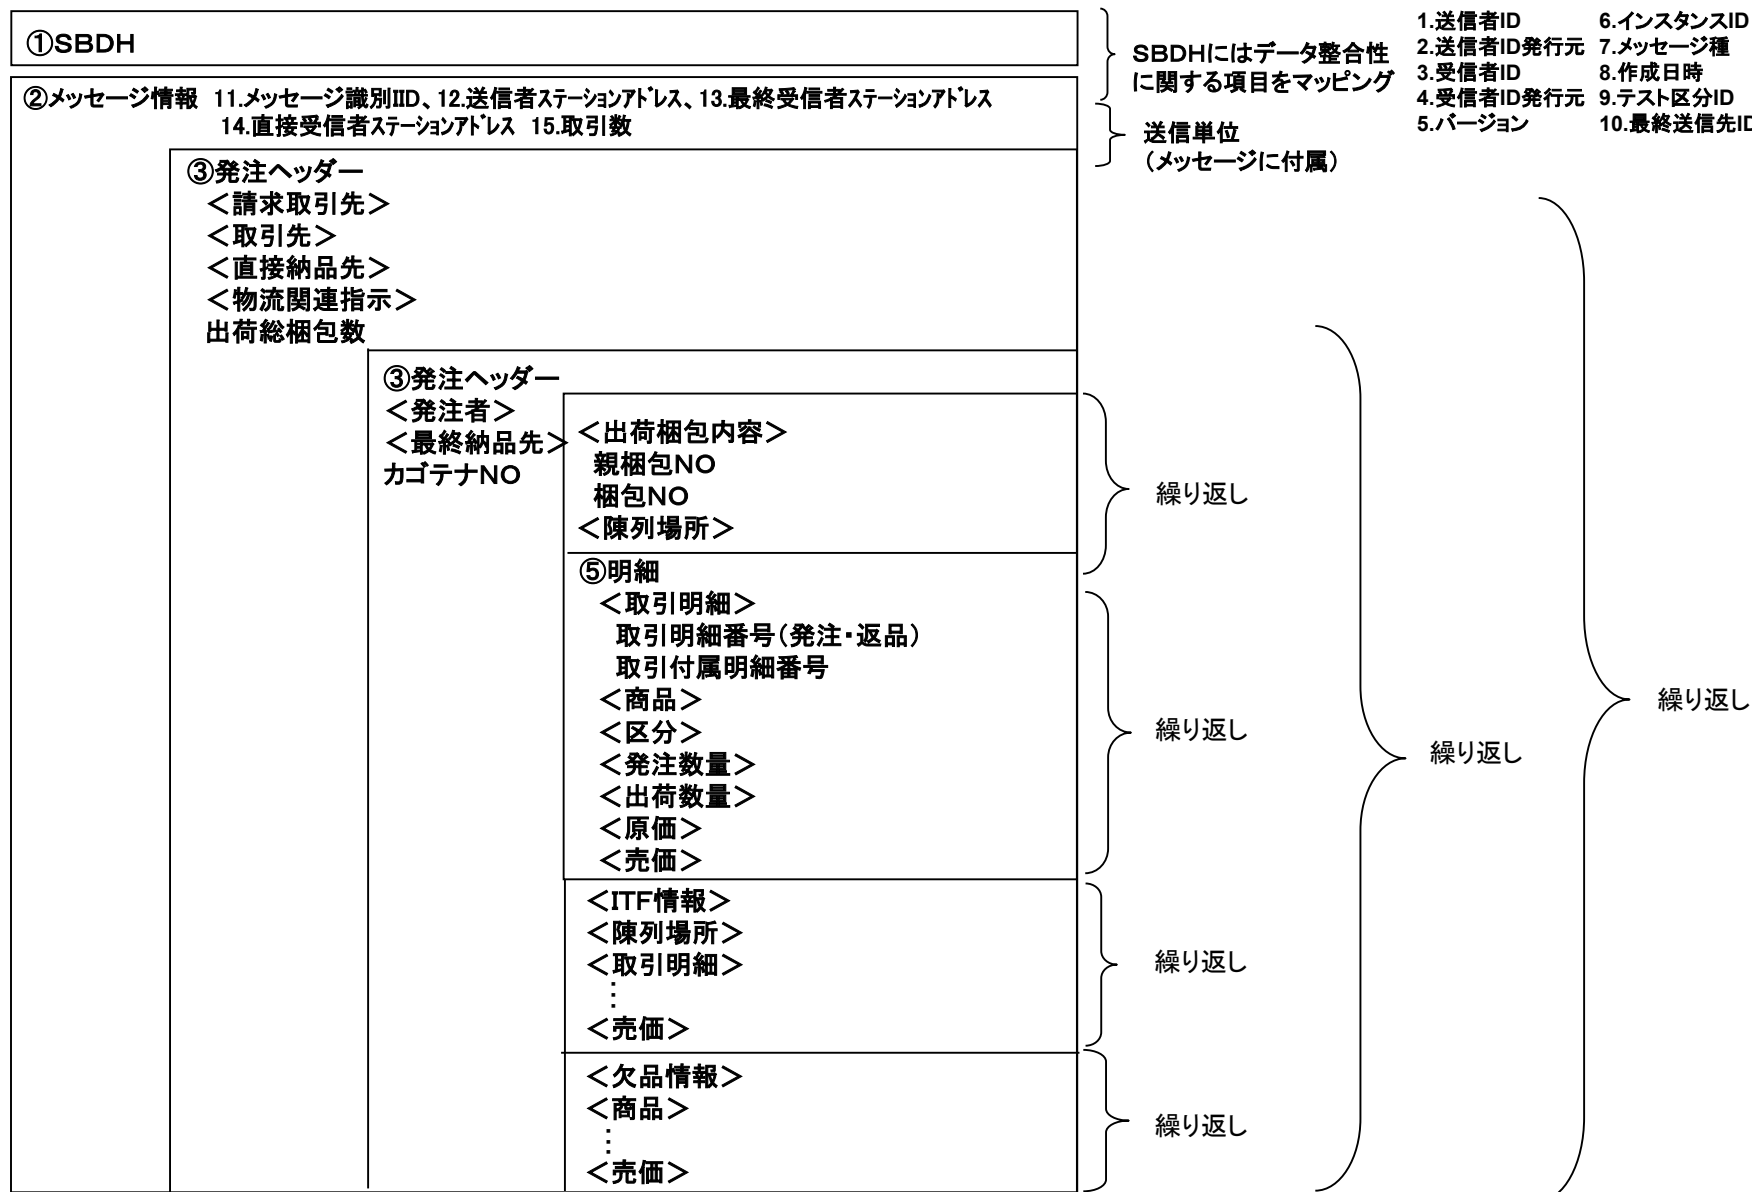 ①SBDH
SBDHにはデータ整合性
に関する項目をマッピング
1.送信者ID 6.インスタンスID
2.送信者ID発行元 7.メッセージ種
3.受信者ID 8.作成日時
4.受信者ID発行元 9.テスト区分ID
5.バージョン 10.最終送信先ID
②メッセージ情報 11.メッセージ識別IID、12.送信者ステーションアドレス、13.最終受信者ステーションアドレス
14.直接受信者ステーションアドレス 15.取引数
送信単位
(メッセージに付属)
③発注ヘッダー
<請求取引先>
<取引先>
<直接納品先>
<物流関連指示>
出荷総梱包数
③発注ヘッダー
<発注者>
<最終納品先>
カゴテナNO
<出荷梱包内容>
親梱包NO
梱包NO
<陳列場所>
繰り返し
⑤明細
<取引明細>
取引明細番号(発注・返品)
取引付属明細番号
<商品>
<区分>
<発注数量>
<出荷数量>
<原価>
<売価>
繰り返し
繰り返し
繰り返し
<ITF情報>
<陳列場所>
<取引明細>
⋮
<売価>
繰り返し
<欠品情報>
<商品>
⋮
<売価>
繰り返し